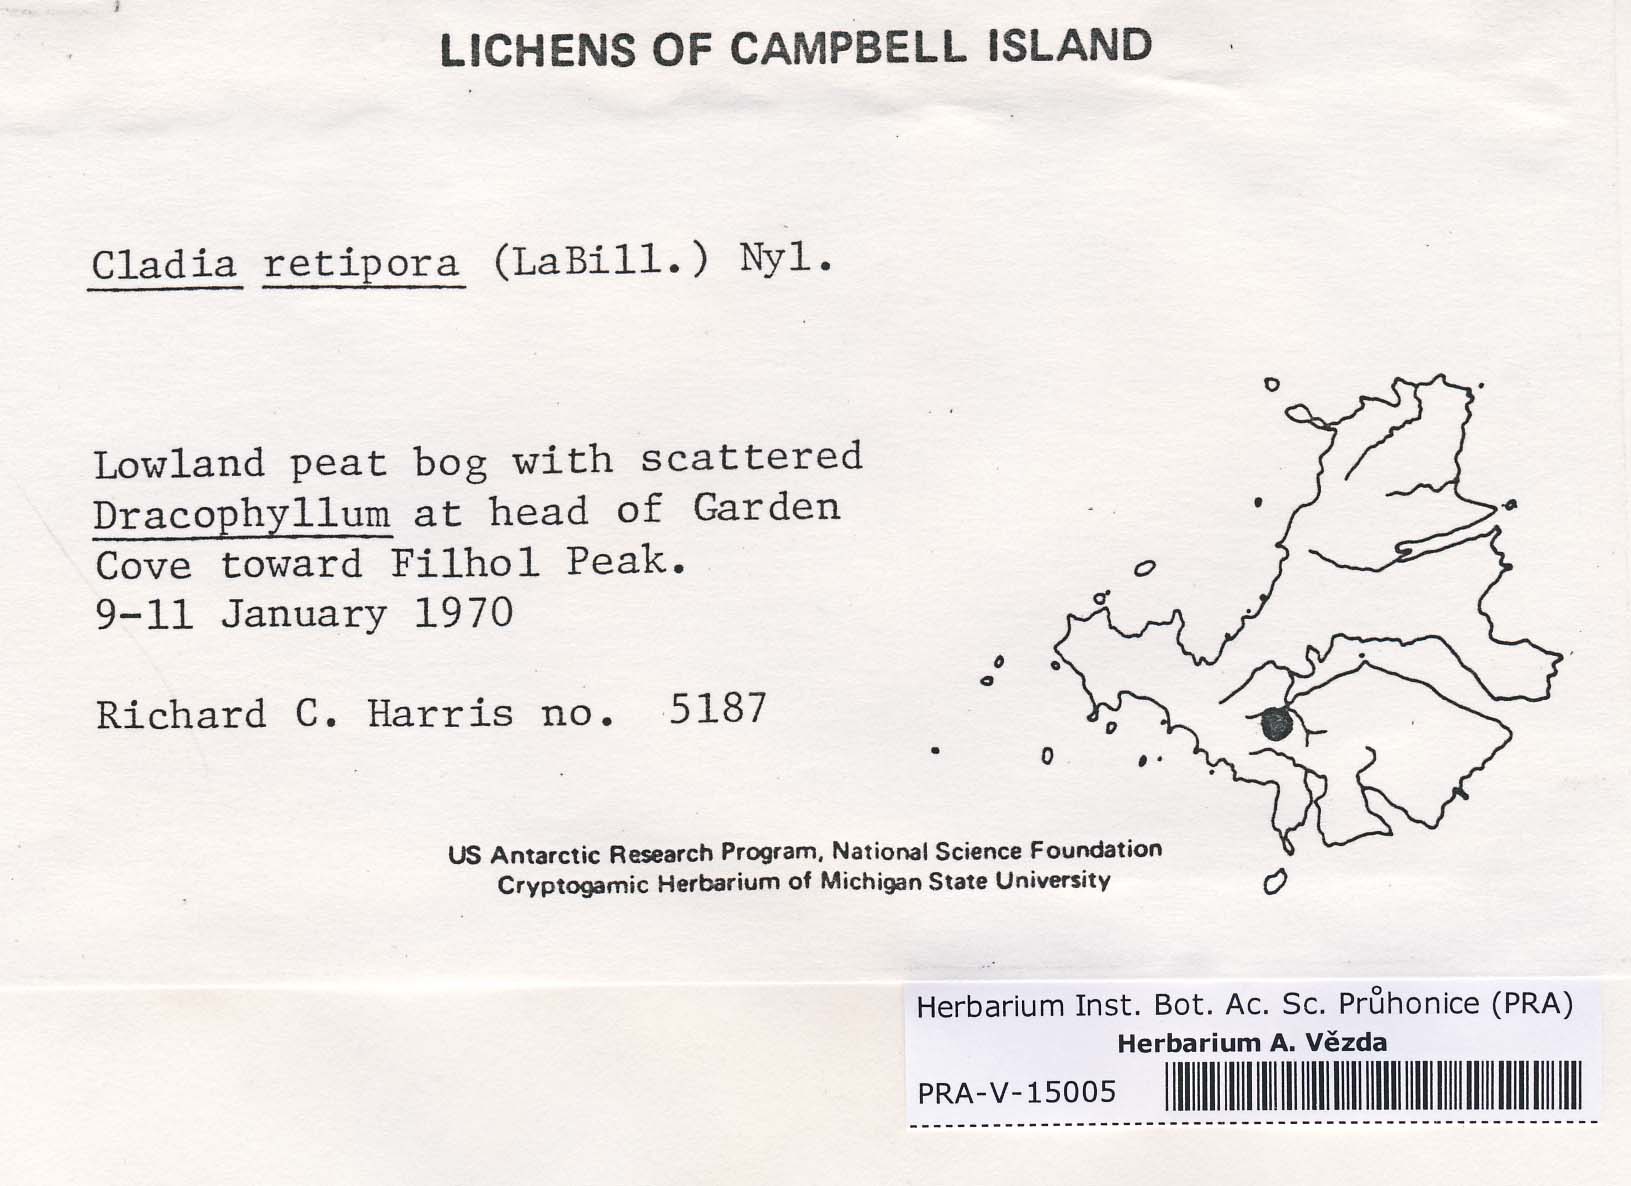 LICHENS OF CAMPBELL ISLAND
Cladia retipora (LaBill.) Nyl.
Lowland peat bog with scattered
Dracophyllum at head of Garden
Cove toward Filhol Peak.
9-11 January 1970
Richard C. Harris no. 5187
US Antarctic Research Program, National Science Foundation
Cryptogamic Herbarium of Michigan State University
Herbarium Inst. Bot. Ac. Sc. Průhonice (PRA)
Herbarium A. Vězda
PRA-V-15005